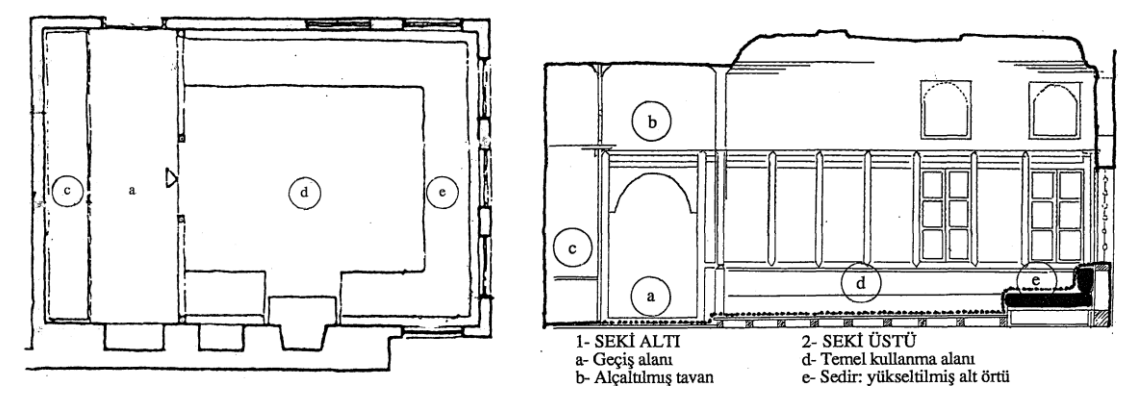 c
a
d
e
b
c
a
d
e
1- SEKİ ALTI
a- Geçiş alanı
b- Alçaltılmış tavan
2- SEKİ ÜSTÜ
d- Temel kullanma alanı
e- Sedir: yükseltilmiş alt örtü